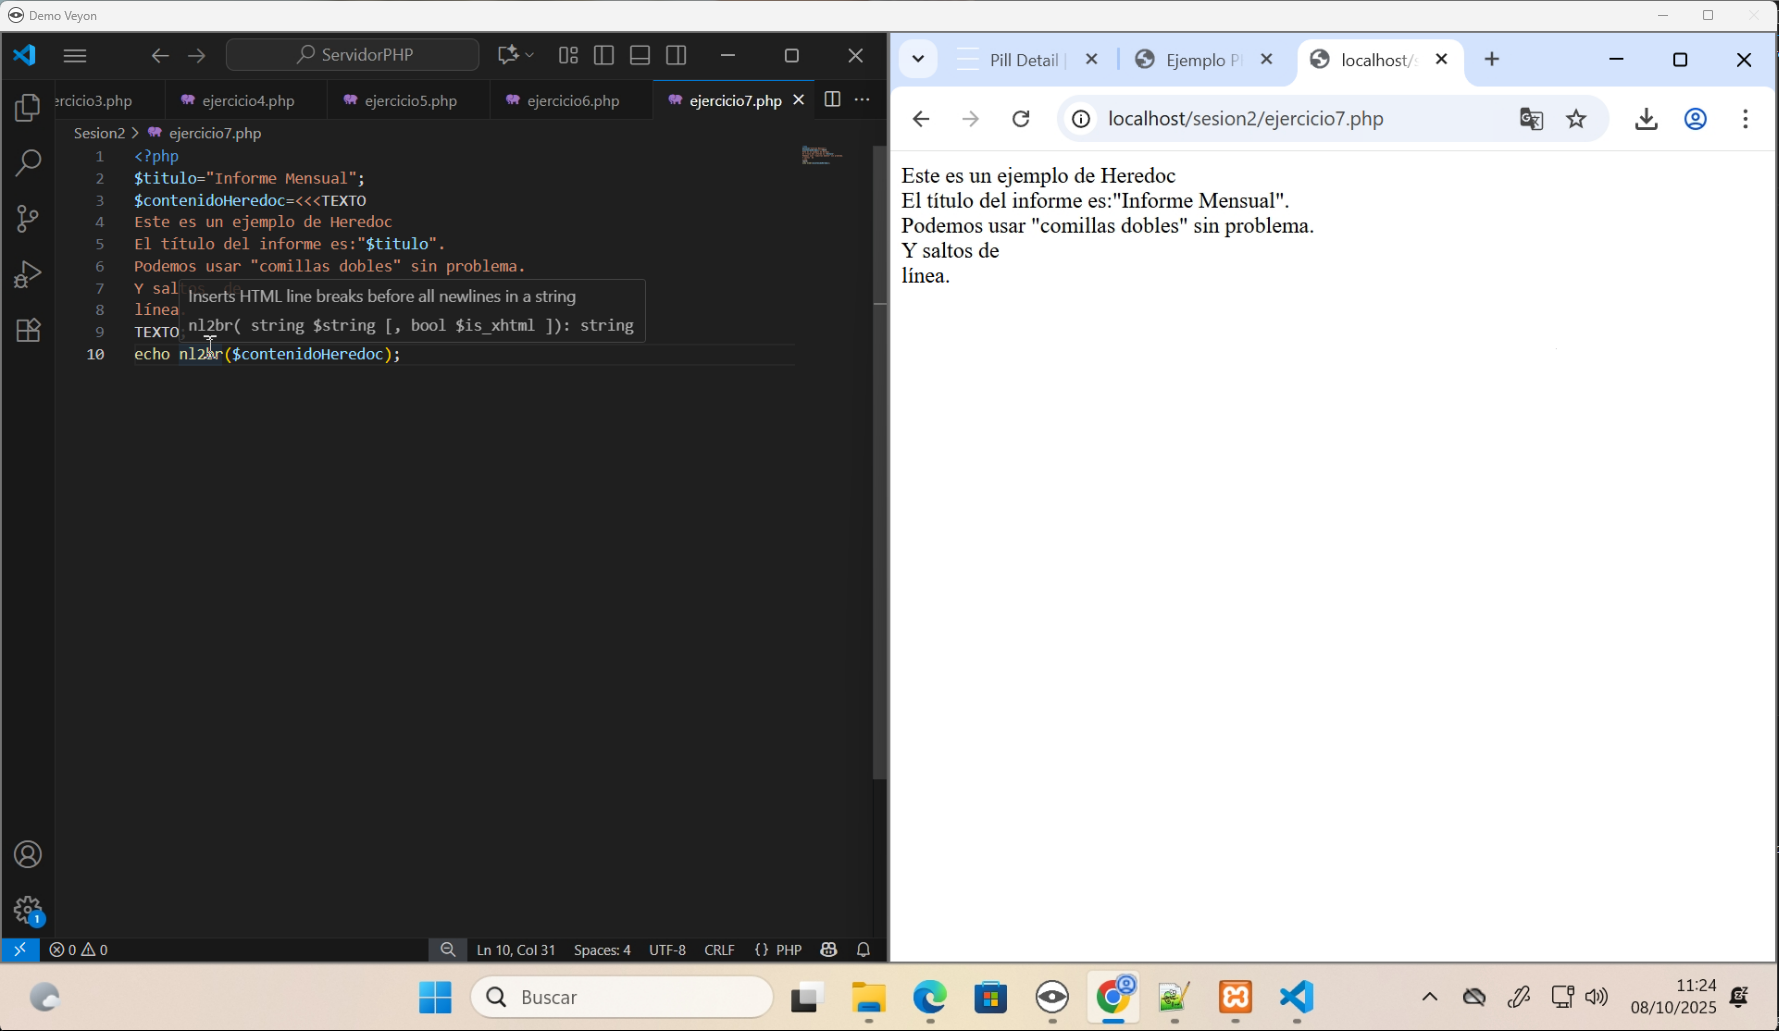 Demo Veyon
ServidorPHP
ercicio3.php
ejercicio4.php
ejercicio5.php
ejercicio6.php
ejercicio7.php
Sesion2 > ejercicio7.php
1 <?php
2 $titulo="Informe Mensual";
3 $contenidoHeredoc=<<<TEXTO
4 Este es un ejemplo de Heredoc
5 El título del informe es:"$titulo".
6 Podemos usar "comillas dobles" sin problema.
7 Y saltos de
8 línea.
9 TEXTO;
10 echo nl2br($contenidoHeredoc);
Inserts HTML line breaks before all newlines in a string
nl2br( string $string [, bool $is_xhtml ]): string
1
0 0
Ln 10, Col 31 Spaces: 4 UTF-8 CRLF {} PHP
Pill Detail
Ejemplo P
localhost/
localhost/sesion2/ejercicio7.php
Este es un ejemplo de Heredoc
El título del informe es:"Informe Mensual".
Podemos usar "comillas dobles" sin problema.
Y saltos de
línea.
Buscar
11:24
08/10/2025